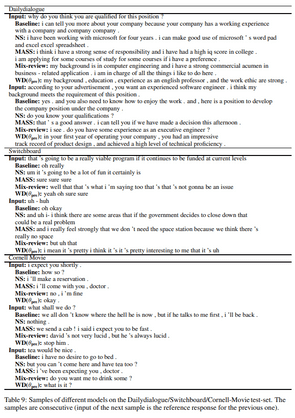 Dailydialogue
Input: why do you think you are qualified for this position ?
Baseline: i can tell you more about your company because your company has a working experience
with a company and company company .
NS: i have been working with microsoft for four years . i can make good use of microsoft ' s word pad
and excel excel spreadsheet .
MASS: i think i have a strong sense of responsibility and i have had a high iq score in college .
i am applying for some courses of study for . i am applying for some courses of
Mix-review: my background is in computer engineering and i have a strong commercial acumen in
business - related application . i am in charge of all the things i like to do here .
WD(θpre): my background , education , experience as an english professor , and the work ethic are strong .
Input: according to your advertisement , you want an experienced software engineer . i think my
background meets the requirement of this position .
Baseline: yes . and you also need to know how to enjoy the work . and , here is a position to develop
the company position under the company .
NS: do you know your qualifications ?
MASS: that ' s a good answer . can i tell you if we have made a decision this afternoon .
Mix-review: i see . do you have some experience as an executive engineer ?
WD(θpre): in your first year of operating your company , you had an impressive
track record of product design , and achieved a high level of technical proficiency .
Switchboard
Input: that ' s going to be a really viable program if it continues to be funded at current levels
Baseline: oh really
NS: um it ' s going to be a lot of fun it certainly is
MASS: sure sure sure
Mix-review: well that that ' s what i ' m saying too that ' s that ' s not gonna be an issue
WD(θpre): yeah oh sure sure
Input: uh - huh
Baseline: oh okay
NS: and uh i- i think there are some areas that if the government decides to close down that
could be a real problem
MASS: and i really feel strongly that we don ' t need the space station because we think there ' s
really no space
Mix-review: but uh that
WD(θpre): i mean it ' s pretty i think it ' s it ' s pretty interesting to me that it ' s uh
Cornell Movie
Input: i expect you shortly .
Baseline: how so ?
NS: i ' ll make a reservation .
MASS: i ' ll come with you , doctor .
Mix-review: no , i ' m fine
WD(θpre): okay .
Input: what shall we do ?
Baseline: we all don ' t know where the hell he is now , but if he talks to me first , i ' ll be back .
NS: nothing .
MASS: we send a cab ! i said i expect you to be fast .
Mix-review: david ' s not very lucid , but he ' s always lucid .
WD(θpre): stop him .
Input: tea would be nice .
Baseline: i have no desire to go to bed .
NS: but you can ' t come here and have tea too ?
MASS: i ' ve been expecting you , doctor .
Mix-review: do you want me to drink some ?
WD(θpre): what is it ?
Table 9: Samples of different models on the Dailydialogue/Switchboard/Cornell-Movie test-set. The
samples are consecutive (input of the next sample is the reference response for the previous one).